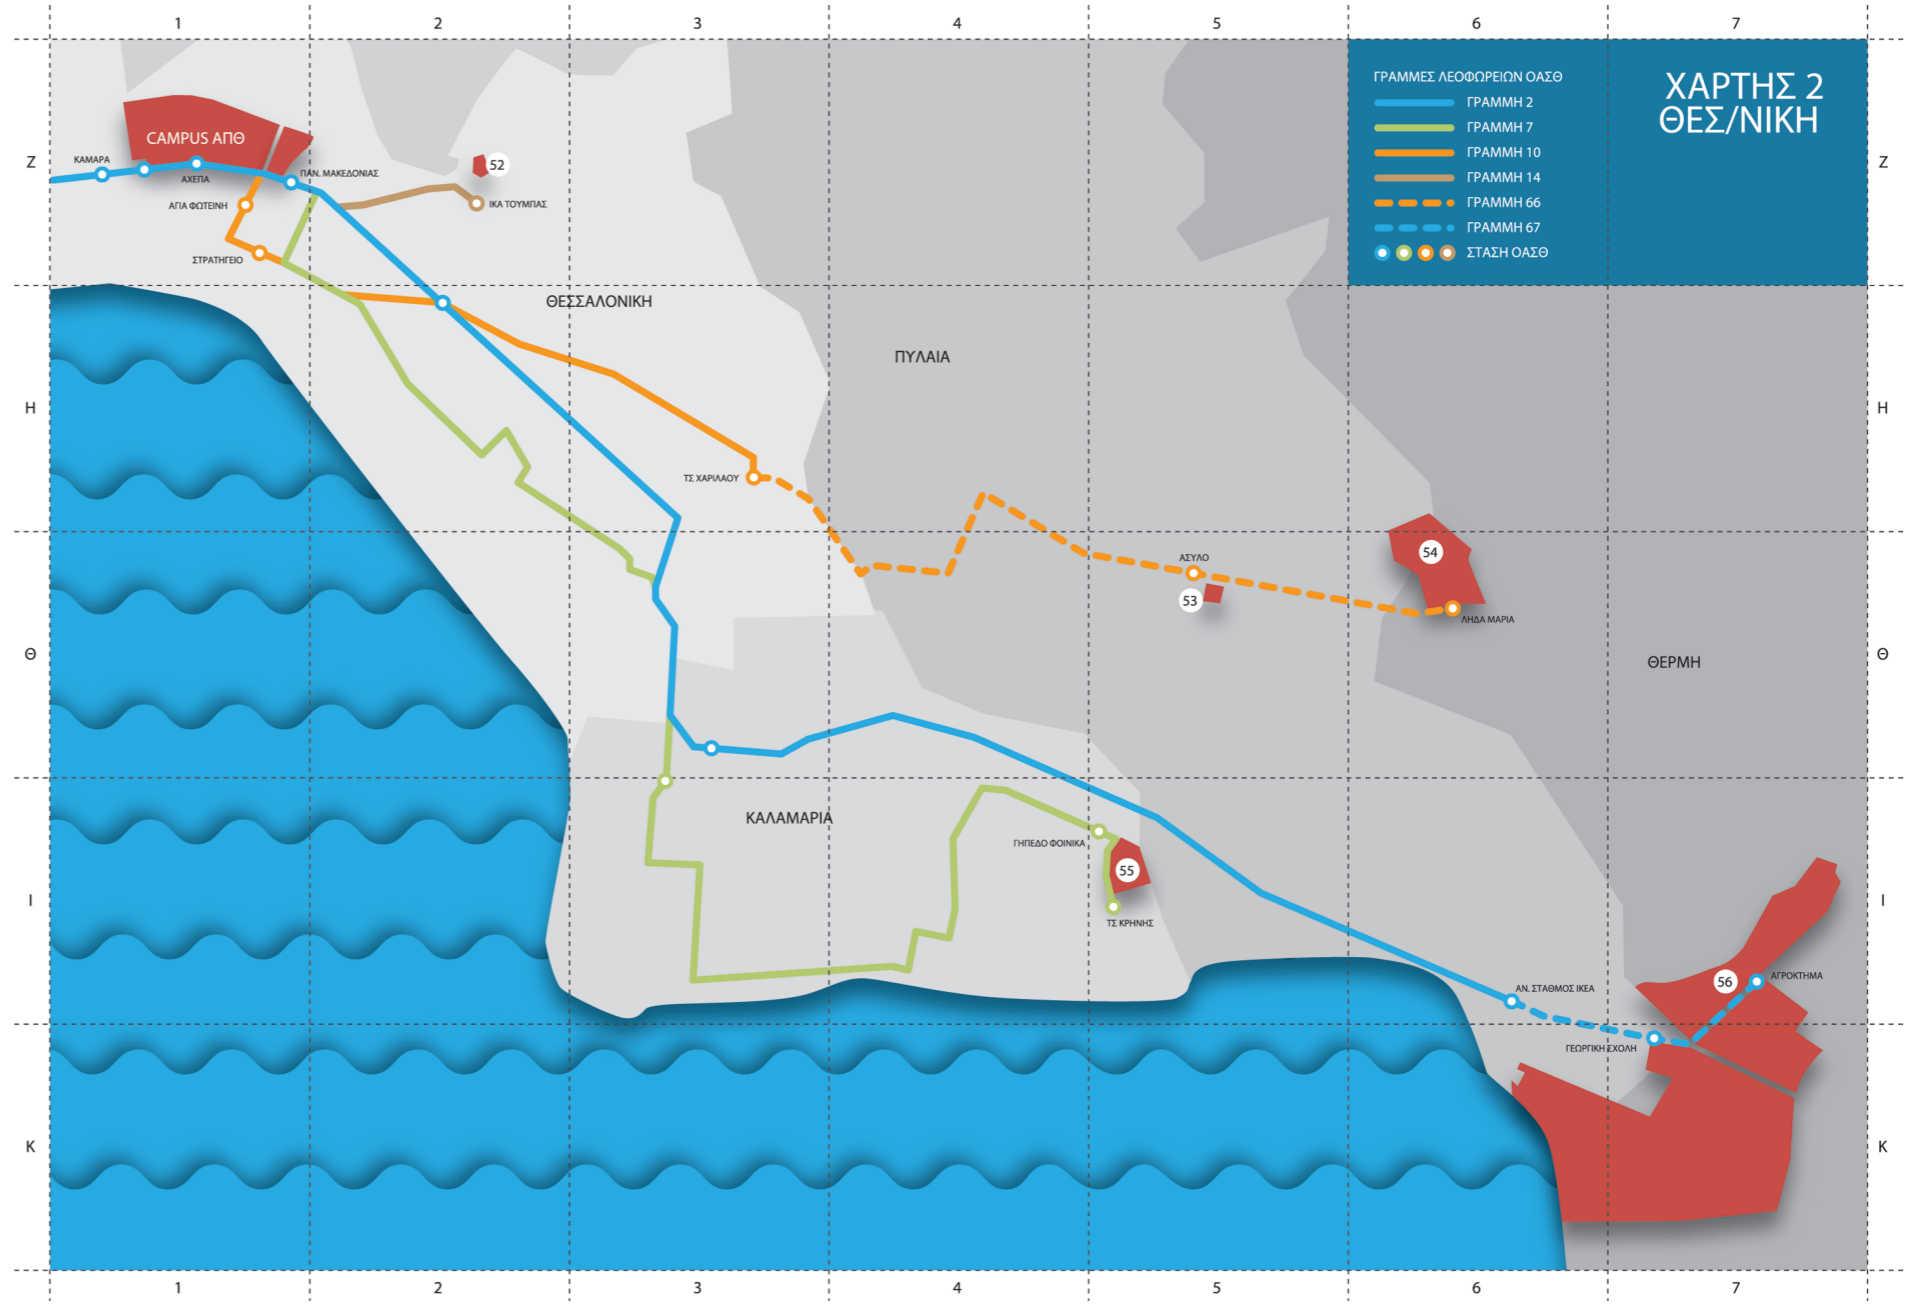 1 2 3 4 5 6 7
ΓΡΑΜΜΕΣ ΛΕΟΦΩΡΕΙΩΝ ΟΑΣΘ
ΓΡΑΜΜΗ 2
ΓΡΑΜΜΗ 7
ΓΡΑΜΜΗ 10
ΓΡΑΜΜΗ 14
ΓΡΑΜΜΗ 66
ΓΡΑΜΜΗ 67
ΣΤΑΣΗ ΟΑΣΘ
ΧΑΡΤΗΣ 2
ΘΕΣ/ΝΙΚΗ
CAMPUS ΑΠΘ
ΚΑΜΑΡΑ
Ζ
52
Ζ
ΑΧΕΠΑ
ΠΑΝ. ΜΑΚΕΔΟΝΙΑΣ
ΑΓΙΑ ΦΩΤΕΙΝΗ
ΙΚΑ ΤΟΥΜΠΑΣ
ΣΤΡΑΤΗΓΕΙΟ
ΘΕΣΣΑΛΟΝΙΚΗ
ΠΥΛΑΙΑ
Η
Η
ΤΣ ΧΑΡΙΛΑΟΥ
54
ΑΣΥΛΟ
53
ΛΗΔΑ ΜΑΡΙΑ
Θ
ΘΕΡΜΗ
Θ
ΚΑΛΑΜΑΡΙΑ
ΓΗΠΕΔΟ ΦΟΙΝΙΚΑ
55
Ι
Ι
ΤΣ ΚΡΗΝΗΣ
ΑΓΡΟΚΤΗΜΑ
56
ΑΝ. ΣΤΑΘΜΟΣ ΙΚΕΑ
ΓΕΩΡΓΙΚΗ ΣΧΟΛΗ
Κ
Κ
1 2 3 4 5 6 7